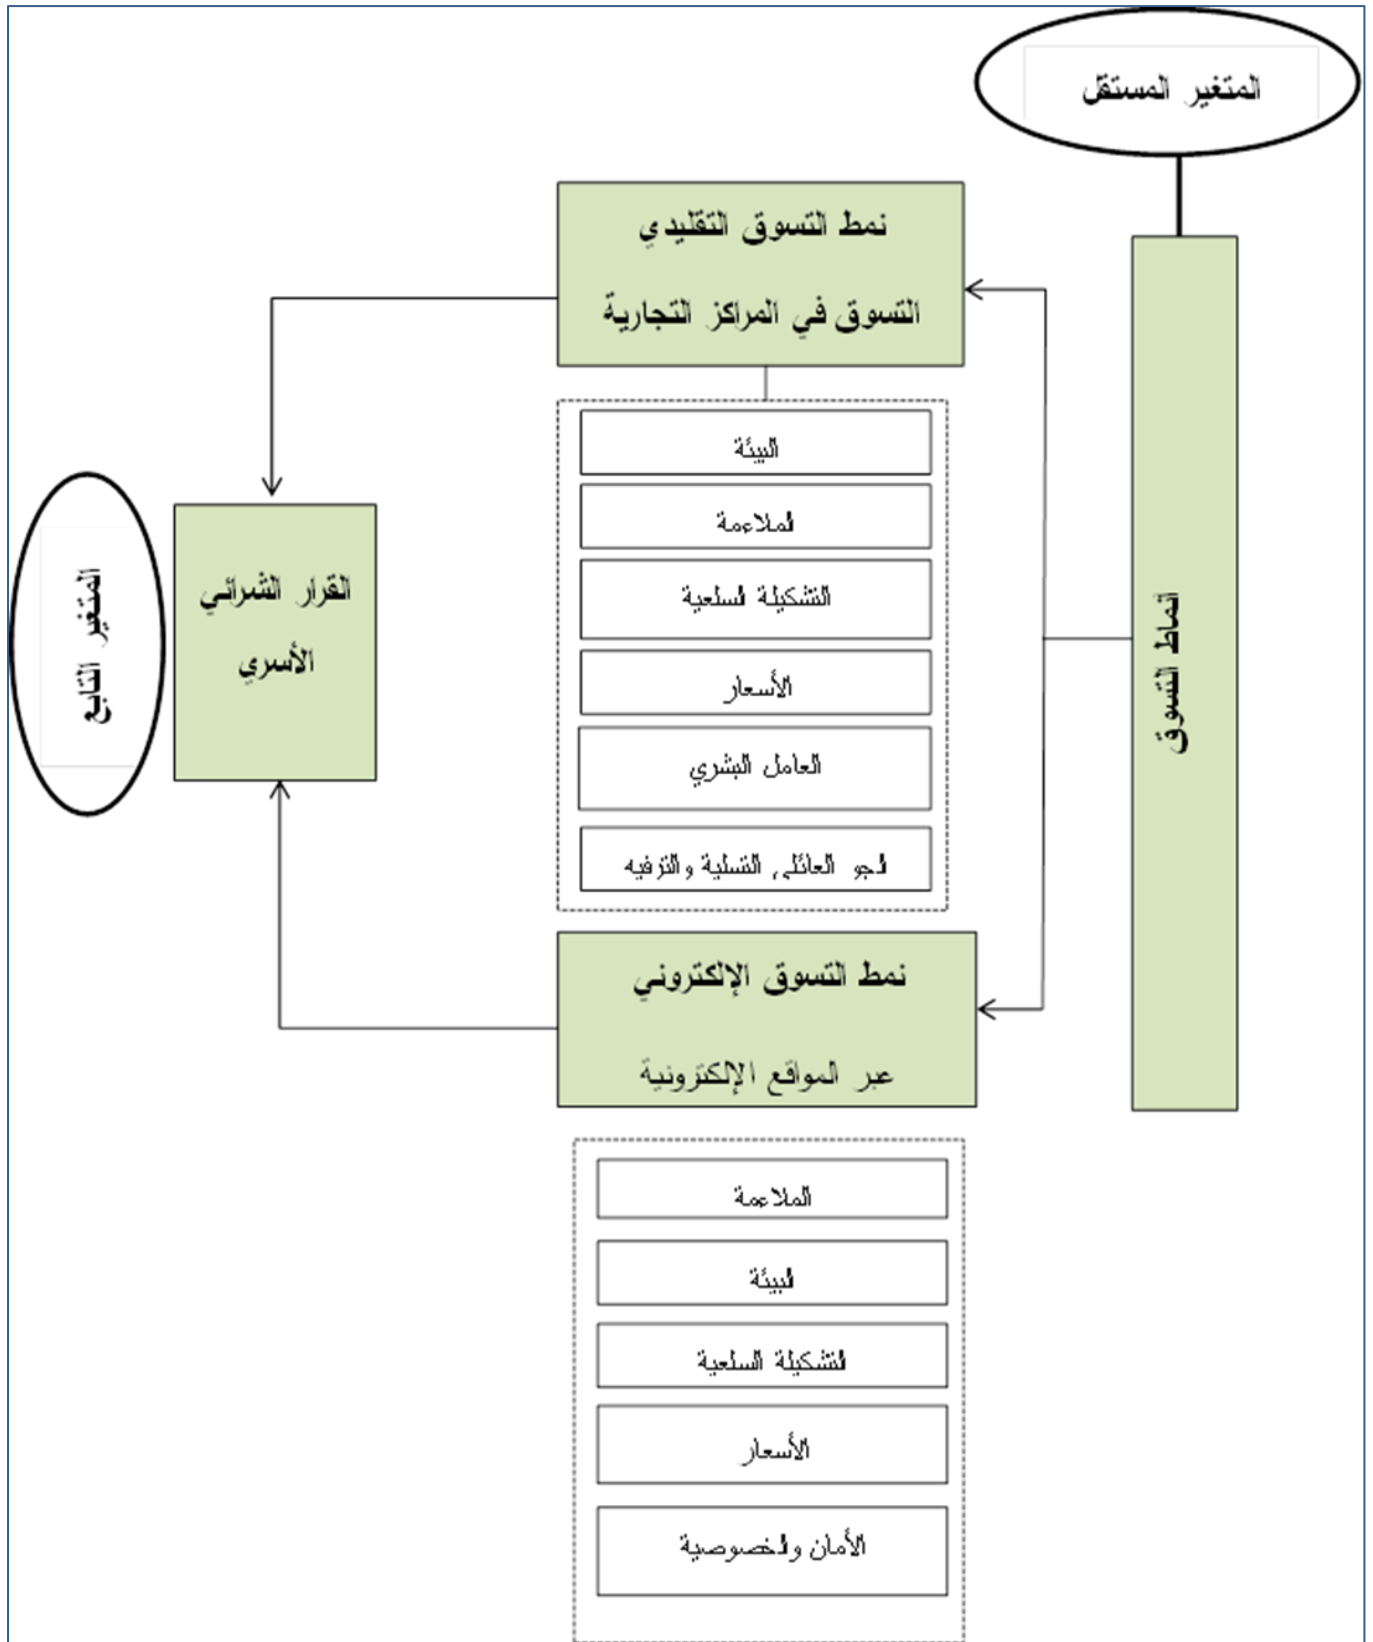 المتغير المستقل
أنماط التسوق
نمط التسوق التقليدي
التسوق في المراكز التجارية
البيئة
الملاءمة
التشكيلة السلعية
الأسعار
العامل البشري
الجو العائلي التسلية والترفيه
القرار الشرائي
الأسري
المتغير التابع
نمط التسوق الإلكتروني
عبر المواقع الإلكترونية
الملاءمة
البيئة
التشكيلة السلعية
الأسعار
الأمان والخصوصية